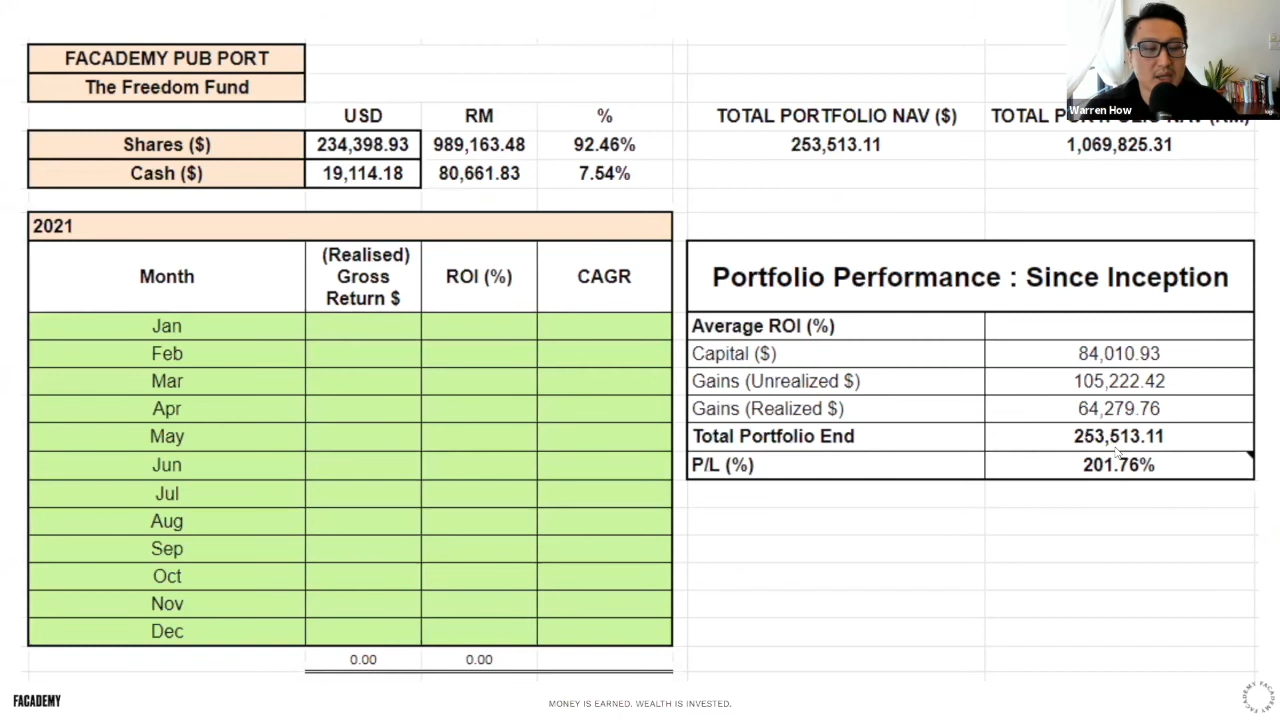 FACADEMY PUB PORT
The Freedom Fund
USD RM % TOTAL PORTFOLIO NAV ($) TOTAL PORTFOLIO NAV (RM)
Shares ($) 234,398.93 989,163.48 92.46% 253,513.11 1,069,825.31
Cash ($) 19,114.18 80,661.83 7.54%
Warren How
2021
Month (Realised) Gross Return $ ROI (%) CAGR
Jan
Feb
Mar
Apr
May
Jun
Jul
Aug
Sep
Oct
Nov
Dec
0.00 0.00
Portfolio Performance : Since Inception
Average ROI (%)
Capital ($) 84,010.93
Gains (Unrealized $) 105,222.42
Gains (Realized $) 64,279.76
Total Portfolio End 253,513.11
P/L (%) 201.76%
FACADEMY
MONEY IS EARNED. WEALTH IS INVESTED.